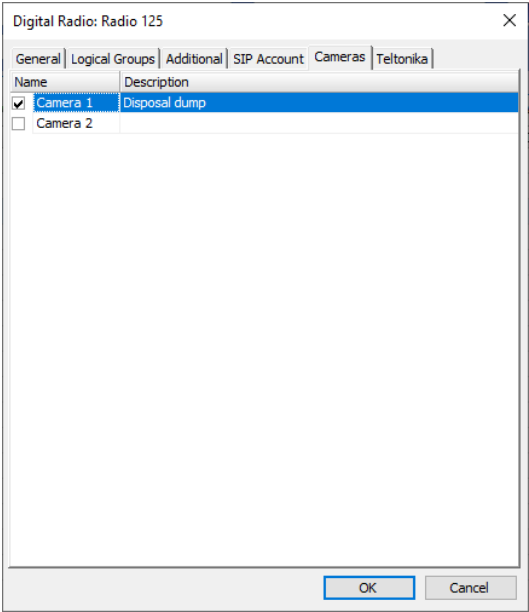 Digital Radio: Radio 125
General Logical Groups Additional SIP Account Cameras Teltonika
Name Description
Camera 1 Disposal dump
Camera 2
OK Cancel